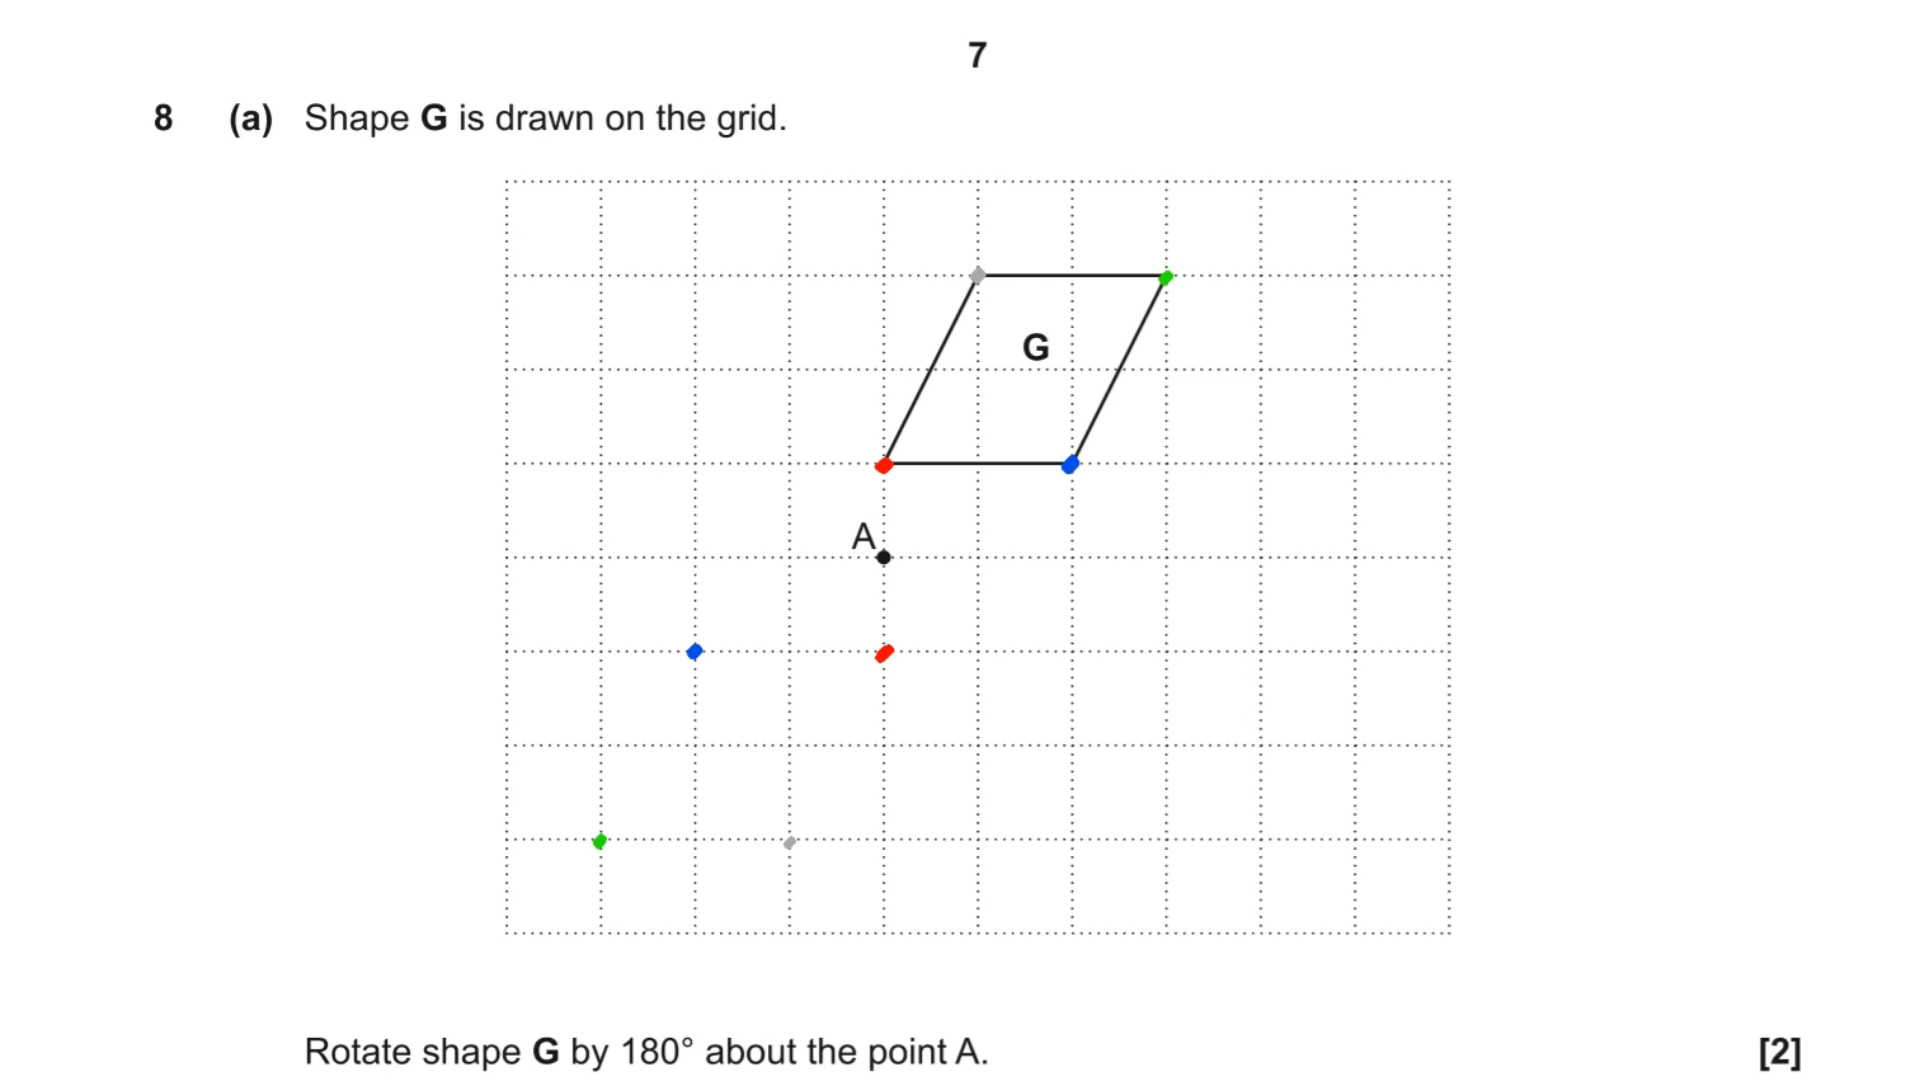 7
8 (a) Shape G is drawn on the grid.
G
A
Rotate shape G by 180° about the point A. [2]